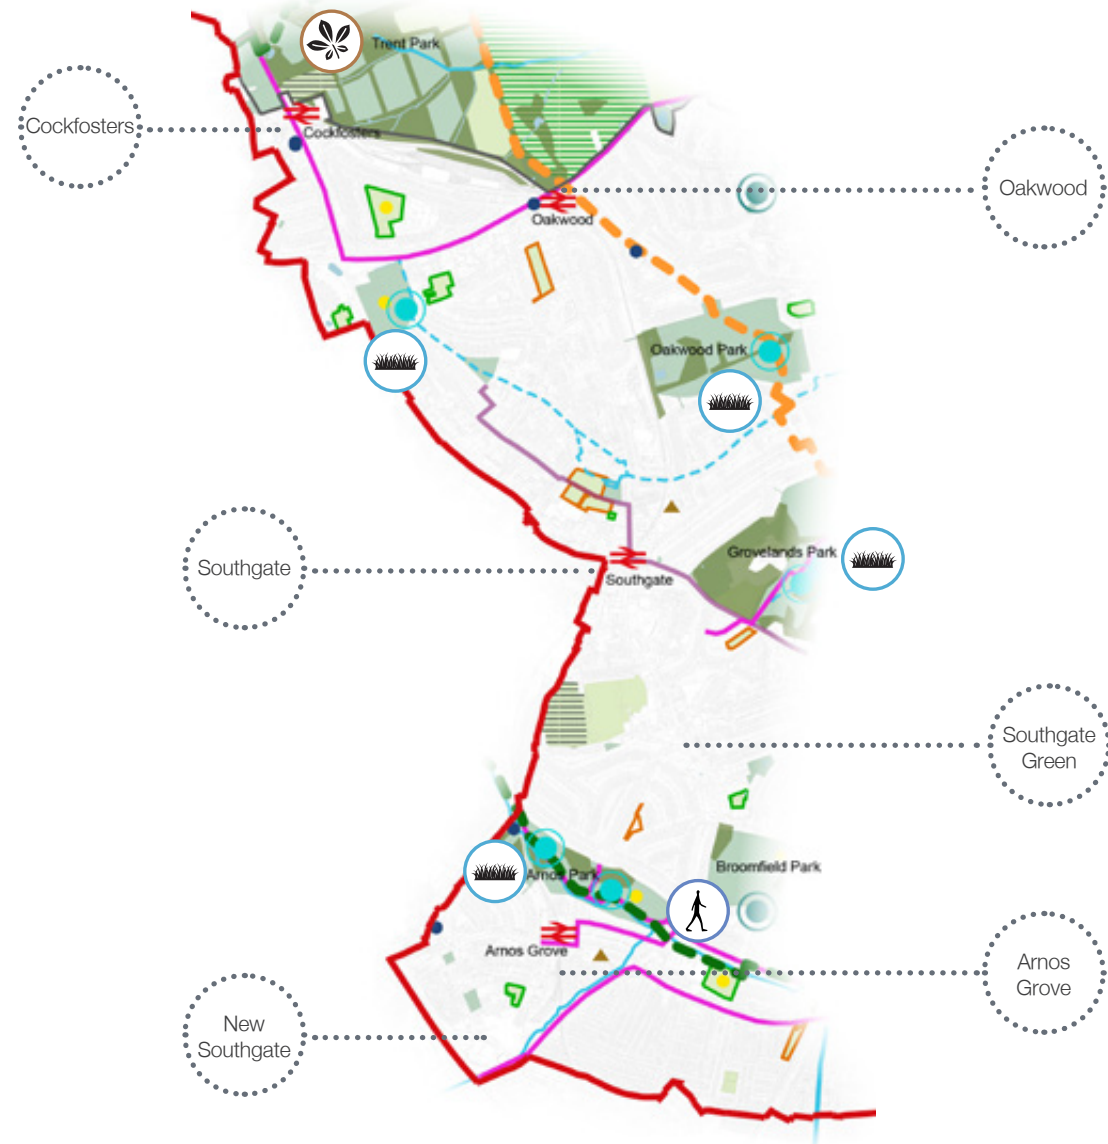 Trent Park
Cockfosters
Cockfosters
Oakwood
Oakwood
Oakwood Park
Southgate
Grovelands Park
Southgate
Southgate
Green
Broomfield Park
Arnos Park
Arnos Grove
Arnos
Grove
New
Southgate